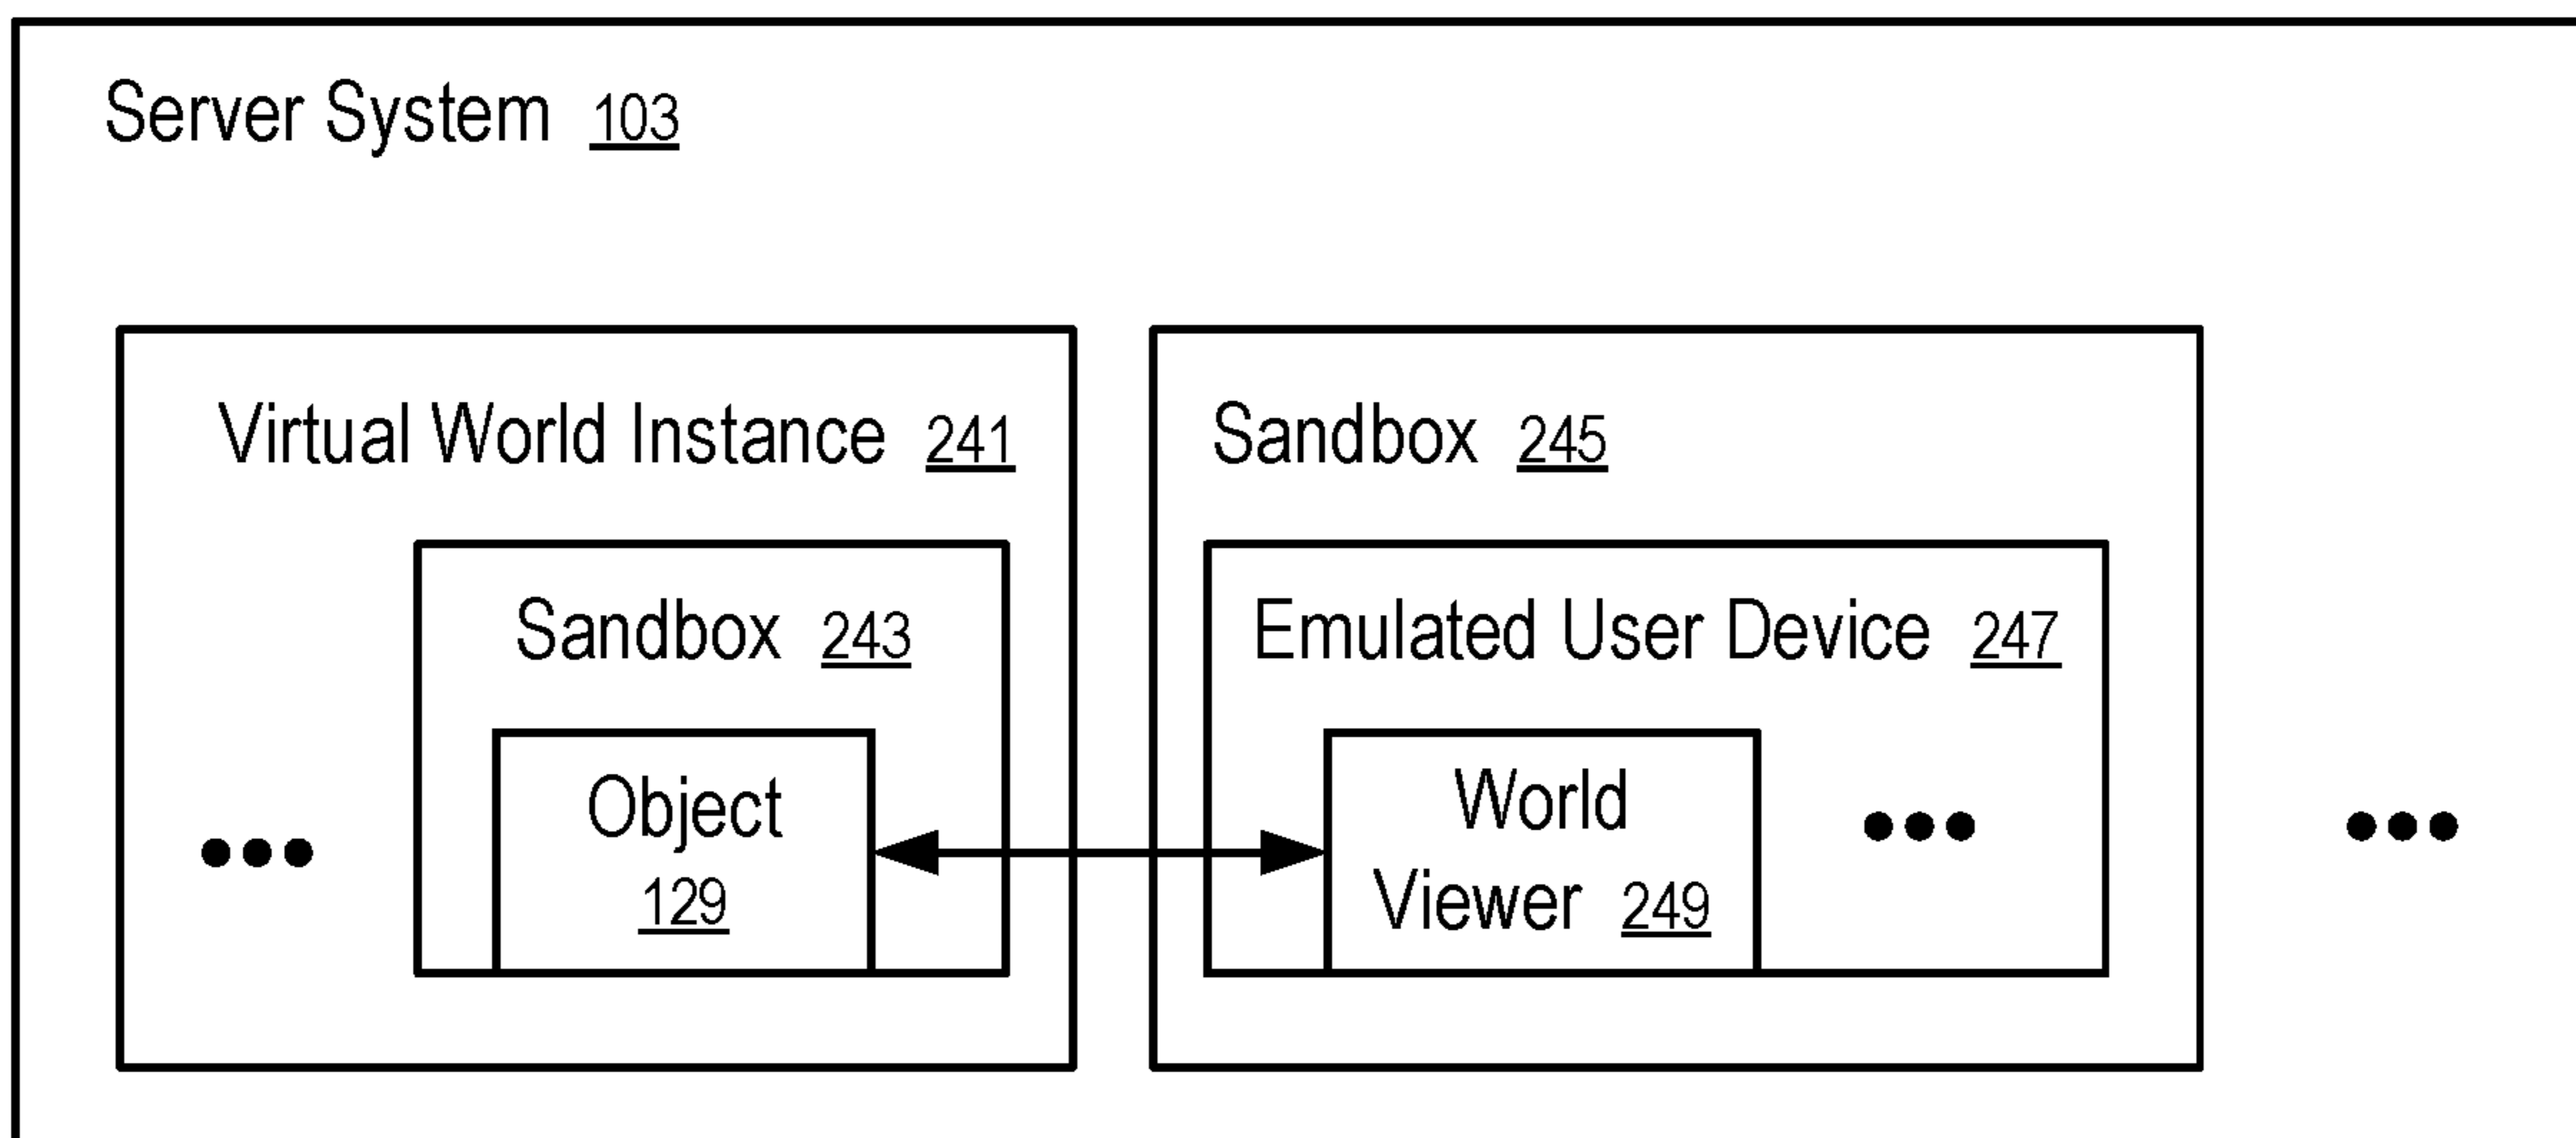 Server System 103
Virtual World Instance 241
Sandbox 243
Object
129
Sandbox 245
Emulated User Device 247
World
Viewer 249